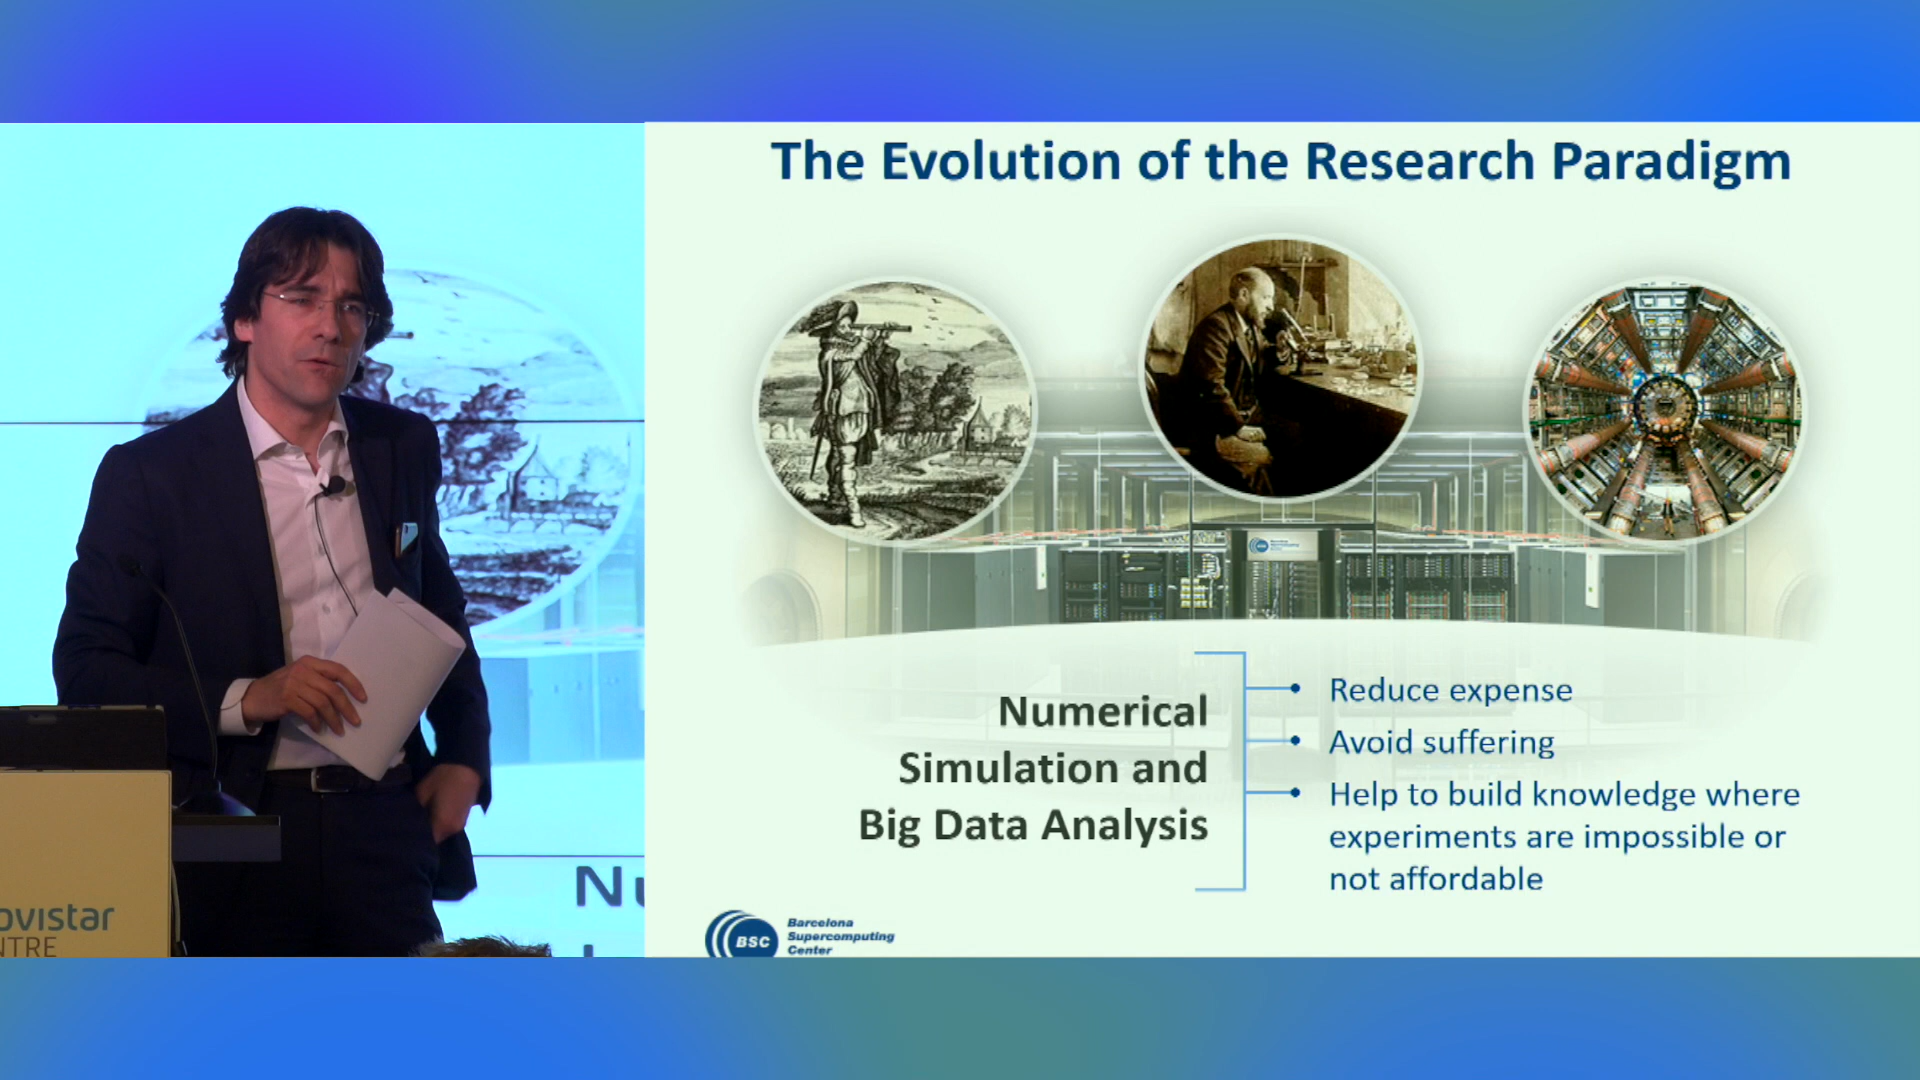 The Evolution of the Research Paradigm
Numerical
Simulation and
Big Data Analysis
Reduce expense
Avoid suffering
Help to build knowledge where
experiments are impossible or
not affordable
BSC
Barcelona
Supercomputing
Center
ovistar
NTRE
Nu